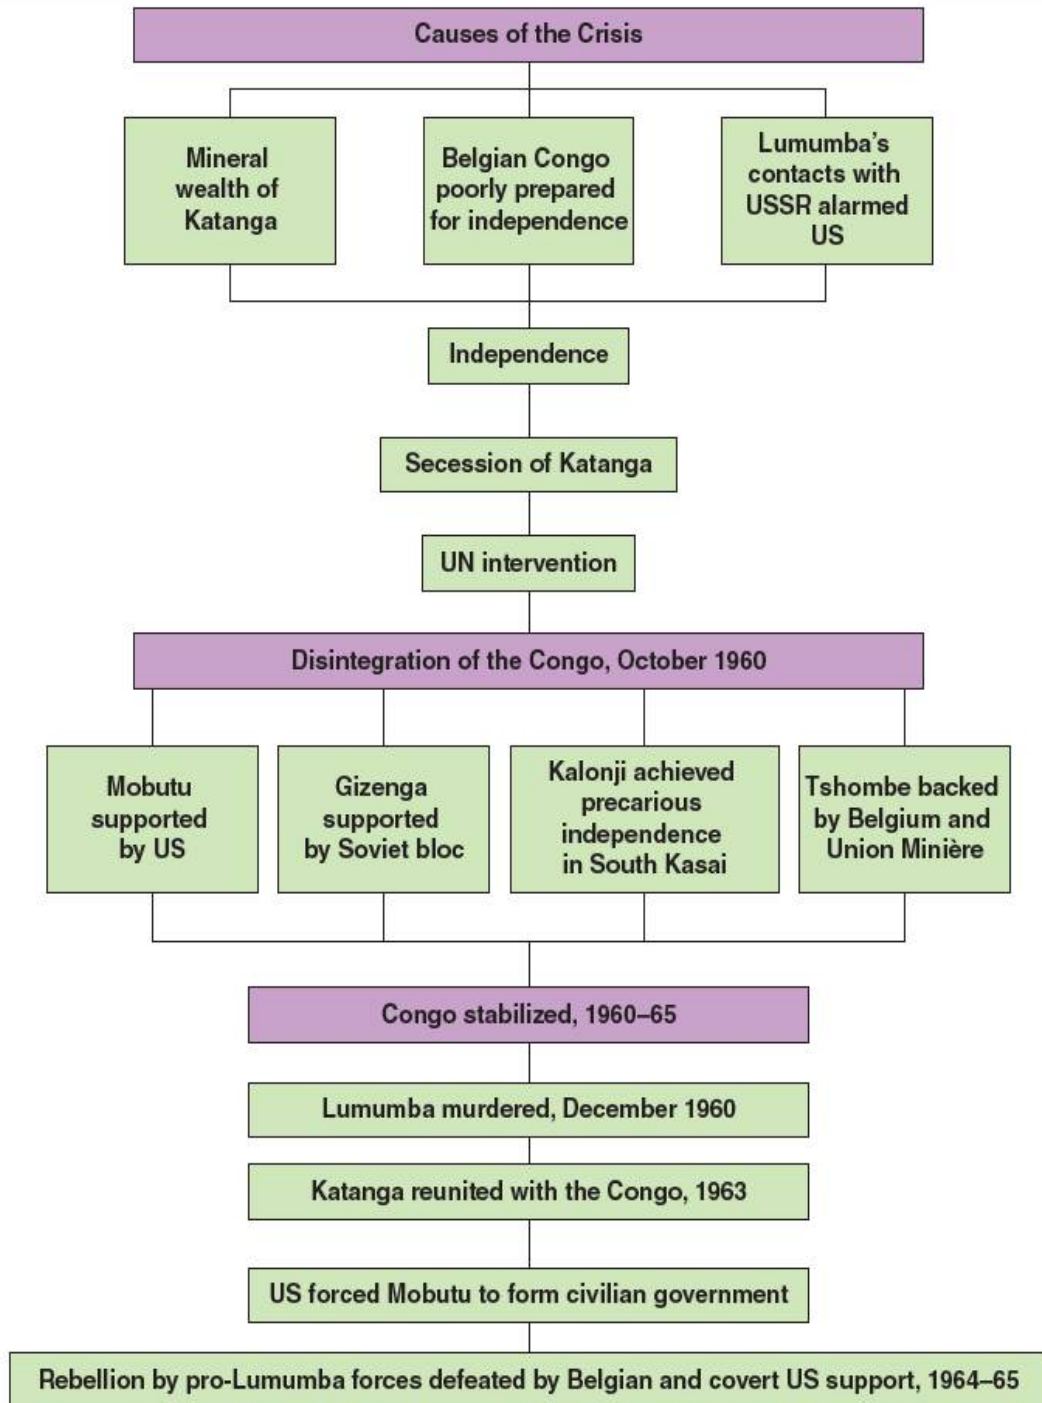 Causes of the Crisis
Mineral
wealth of
Katanga
Belgian Congo
poorly prepared
for independence
Lumumba's
contacts with
USSR alarmed
US
Independence
Secession of Katanga
UN intervention
Disintegration of the Congo, October 1960
Mobutu
supported
by US
Gizenga
supported
by Soviet bloc
Kalonji achieved
precarious
independence
in South Kasai
Tshombe backed
by Belgium and
Union Minière
Congo stabilized, 1960–65
Lumumba murdered, December 1960
Katanga reunited with the Congo, 1963
US forced Mobutu to form civilian government
Rebellion by pro-Lumumba forces defeated by Belgian and covert US support, 1964–65